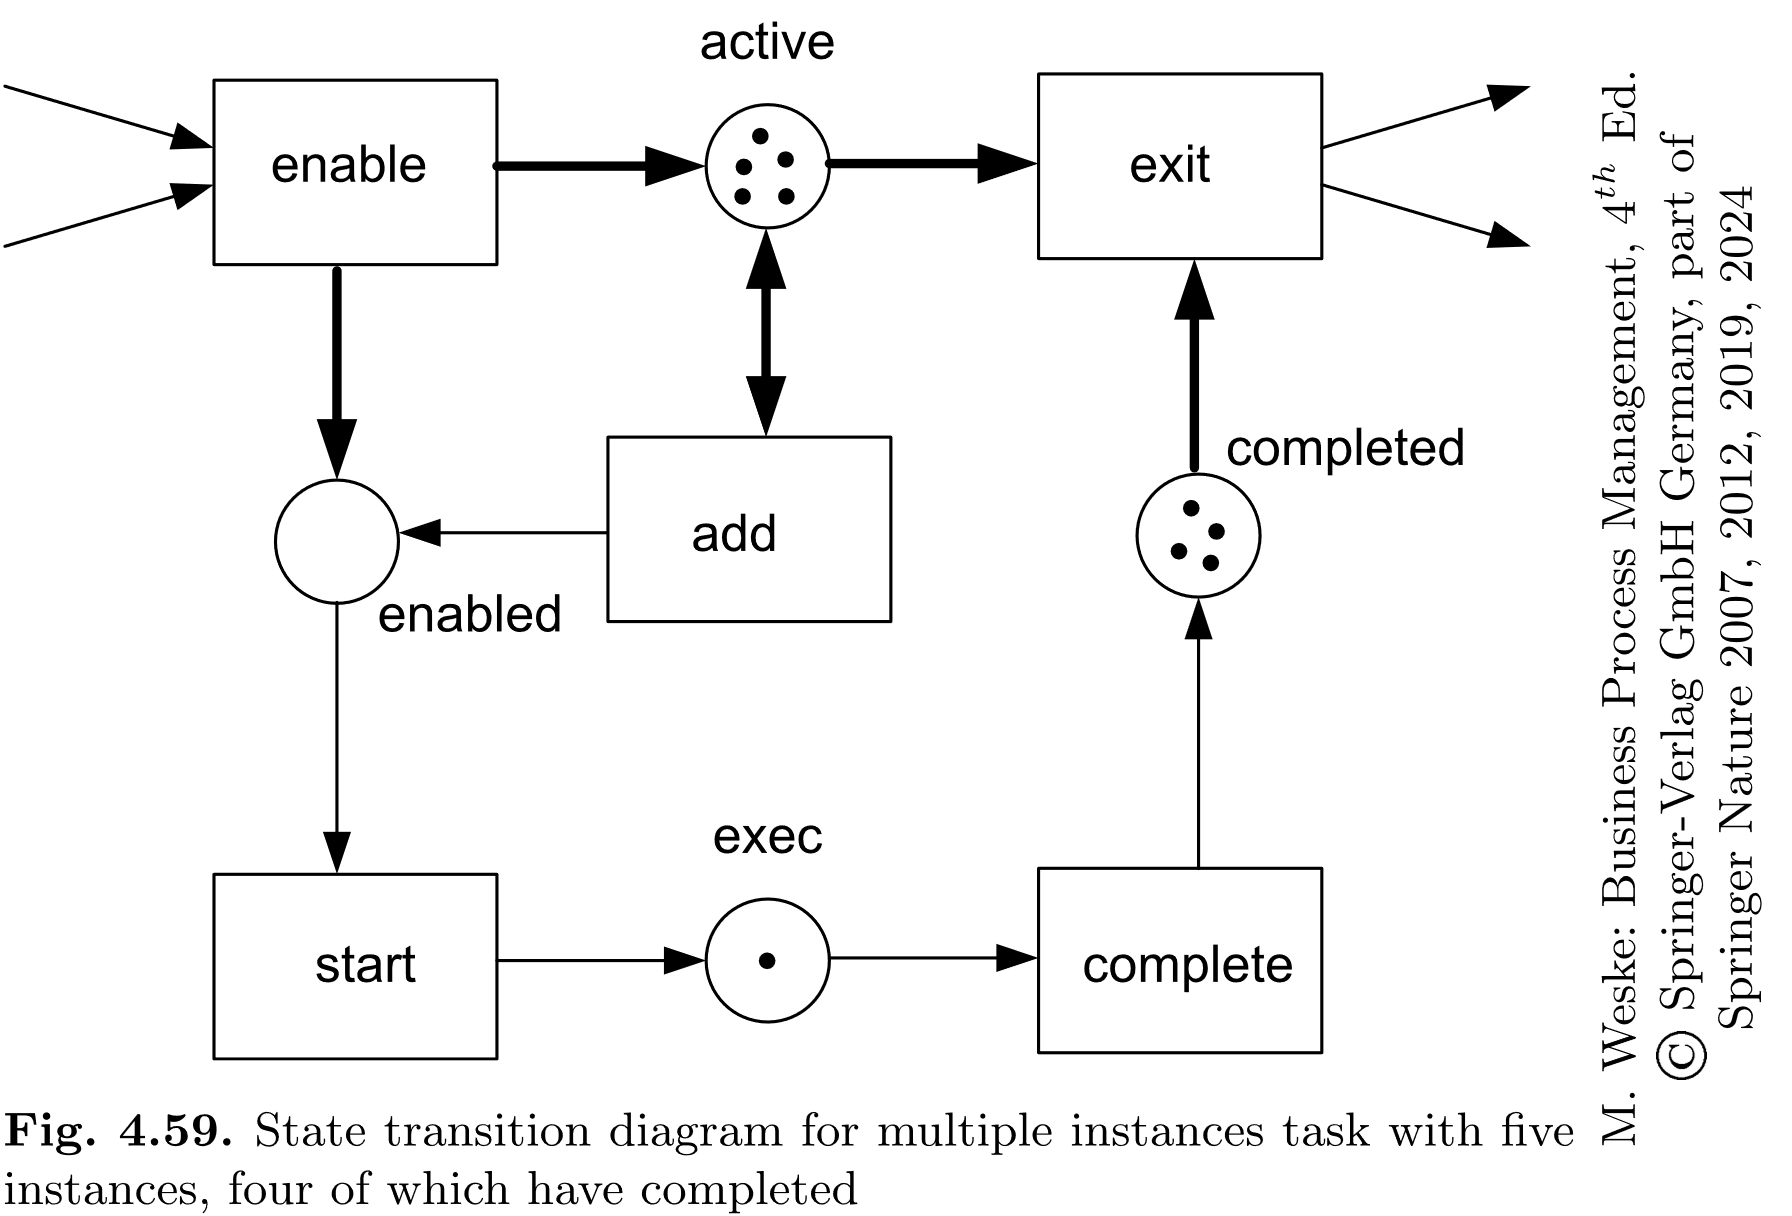 active
enable
exit
completed
add
enabled
exec
start
complete
Fig. 4.59. State transition diagram for multiple instances task with five
instances, four of which have completed
M. Weske: Business Process Management, 4th Ed.
© Springer-Verlag GmbH Germany, part of
Springer Nature 2007, 2012, 2019, 2024